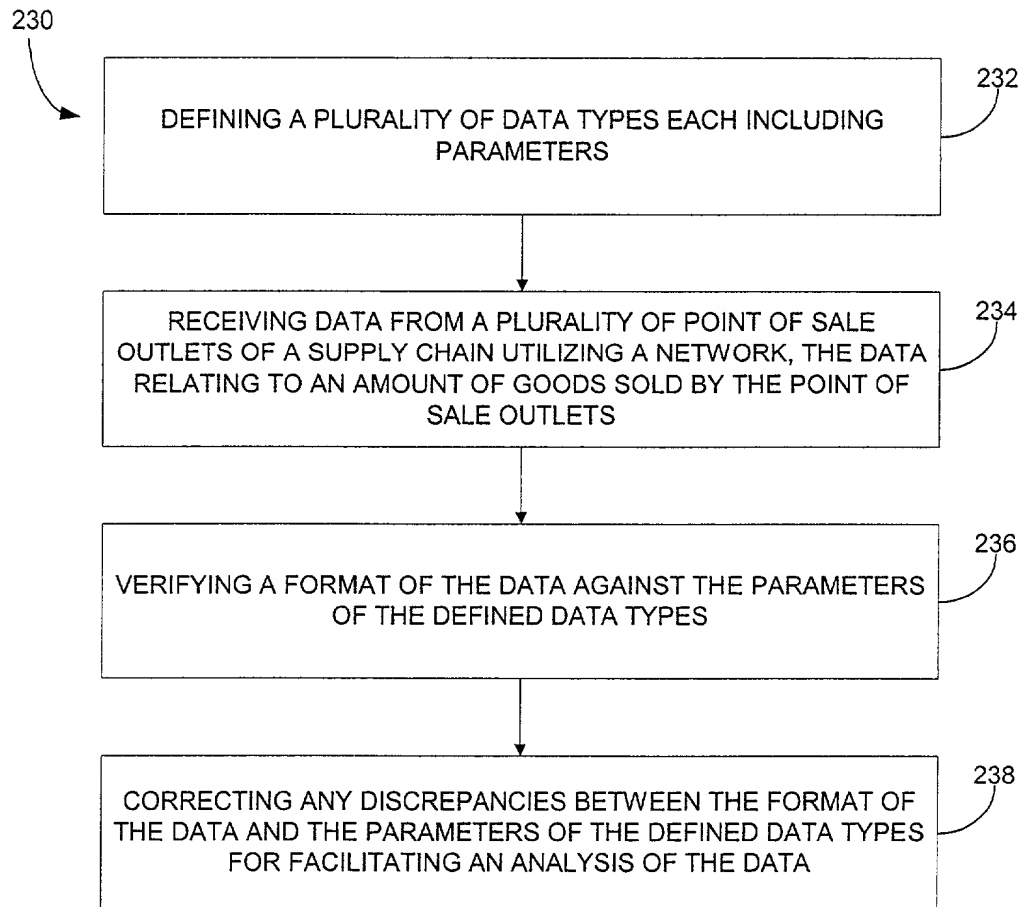 230
232
DEFINING A PLURALITY OF DATA TYPES EACH INCLUDING
PARAMETERS
234
RECEIVING DATA FROM A PLURALITY OF POINT OF SALE
OUTLETS OF A SUPPLY CHAIN UTILIZING A NETWORK, THE DATA
RELATING TO AN AMOUNT OF GOODS SOLD BY THE POINT OF
SALE OUTLETS
236
VERIFYING A FORMAT OF THE DATA AGAINST THE PARAMETERS
OF THE DEFINED DATA TYPES
238
CORRECTING ANY DISCREPANCIES BETWEEN THE FORMAT OF
THE DATA AND THE PARAMETERS OF THE DEFINED DATA TYPES
FOR FACILITATING AN ANALYSIS OF THE DATA